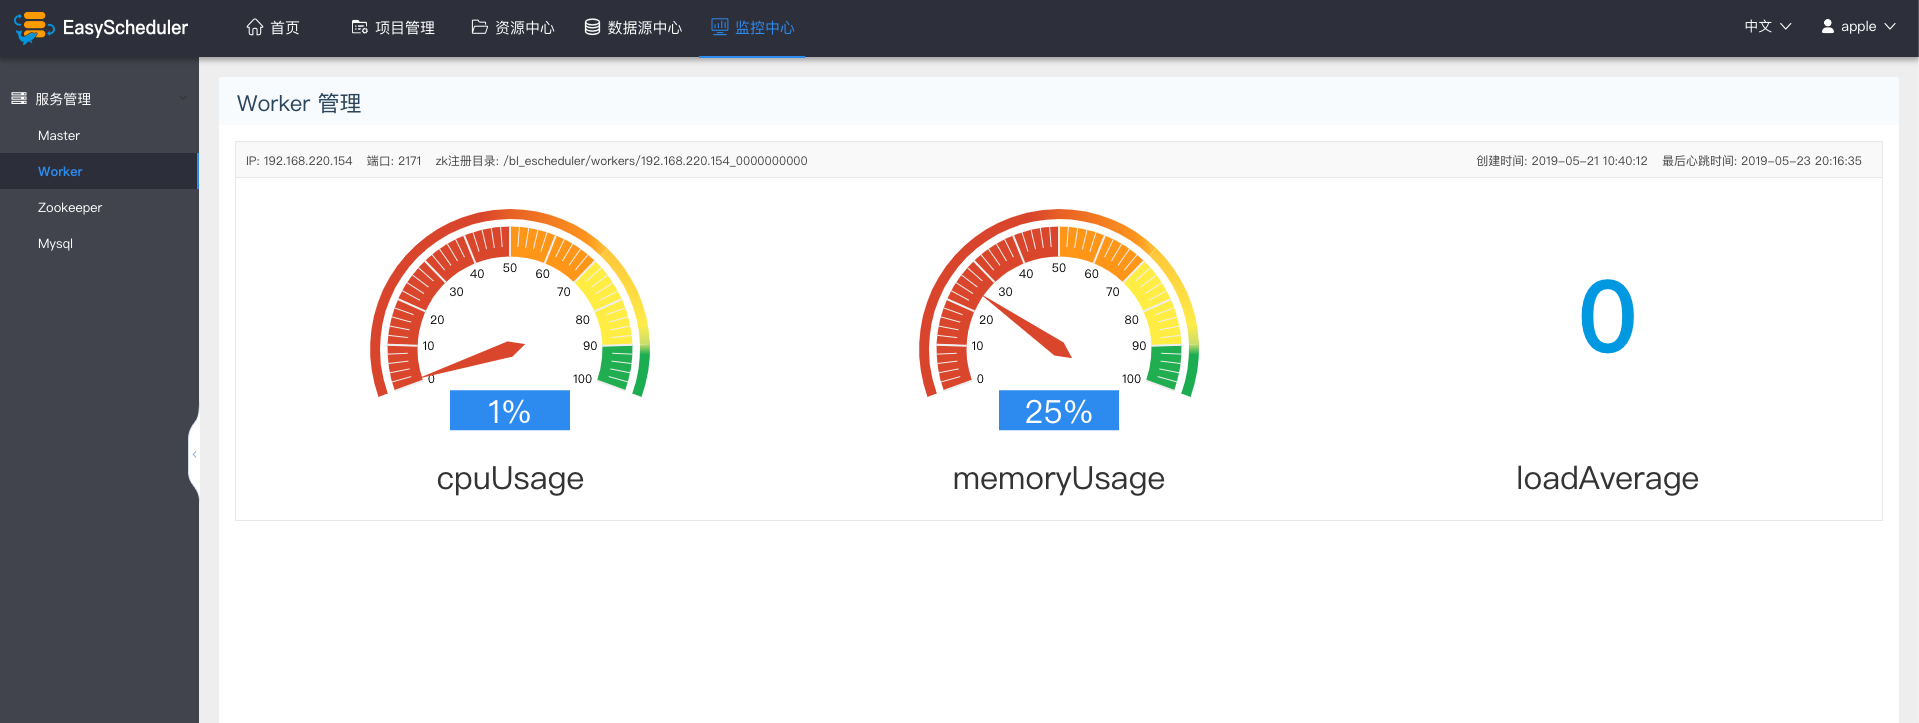 EasyScheduler 首页 项目管理 资源中心 数据源中心 监控中心 中文 apple
服务管理
Master
Worker
Zookeeper
Mysql
Worker 管理
IP: 192.168.220.154 端口: 2171 zk注册目录: /bl_escheduler/workers/192.168.220.154_0000000000 创建时间: 2019-05-21 10:40:12 最后心跳时间: 2019-05-23 20:16:35
0 10 20 30 40 50 60 70 80 90 100
1%
cpuUsage
0 10 20 30 40 50 60 70 80 90 100
25%
memoryUsage
0
loadAverage